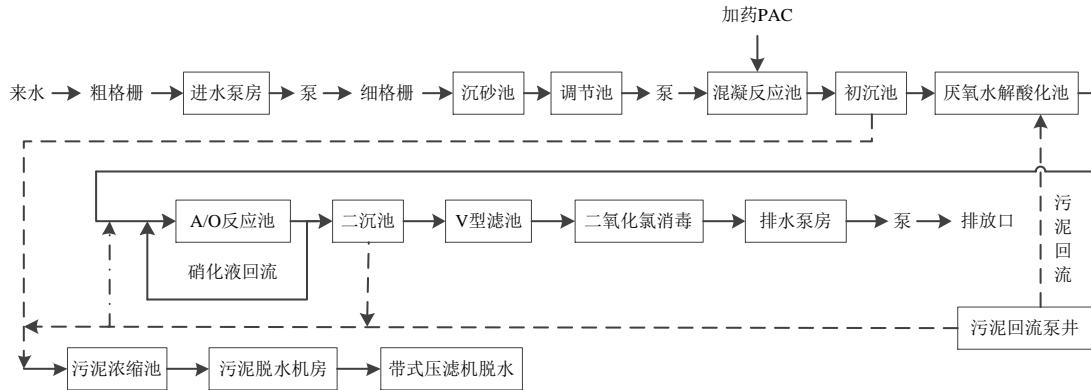 加药PAC
来水
粗格栅
进水泵房
泵
细格栅
沉砂池
调节池
泵
混凝反应池
初沉池
厌氧水解酸化池
A/O反应池
二沉池
V型滤池
二氧化氯消毒
排水泵房
泵
排放口
污泥回流
硝化液回流
污泥回流泵井
污泥浓缩池
污泥脱水机房
带式压滤机脱水